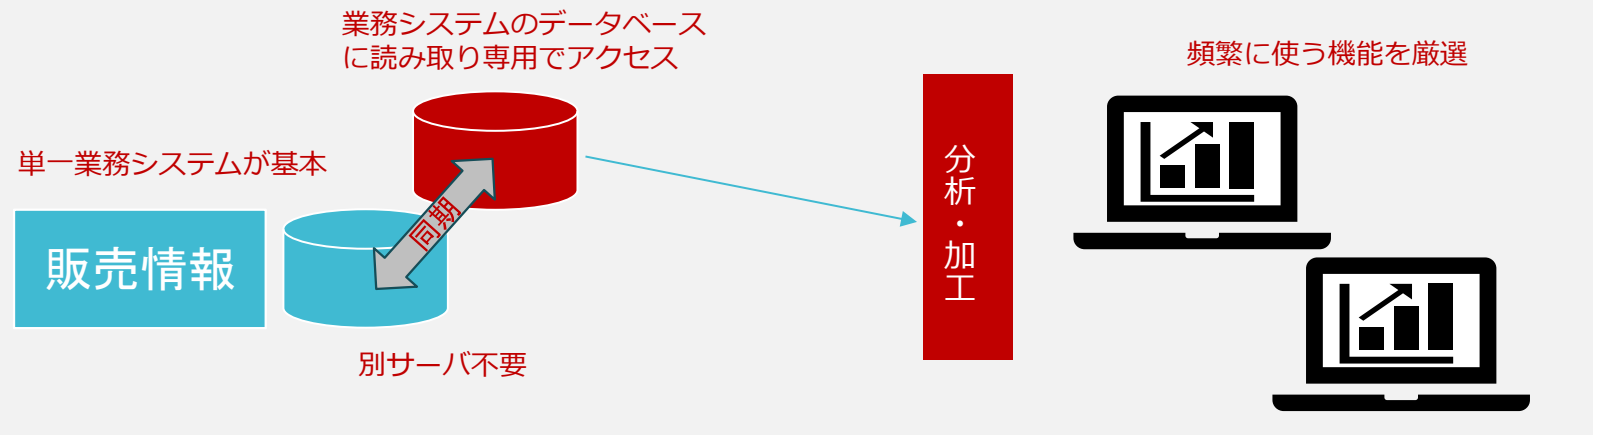 業務システムのデータベース
に読み取り専用でアクセス
頻繁に使う機能を厳選
単一業務システムが基本
販売情報
同期
分析・加工
別サーバ不要